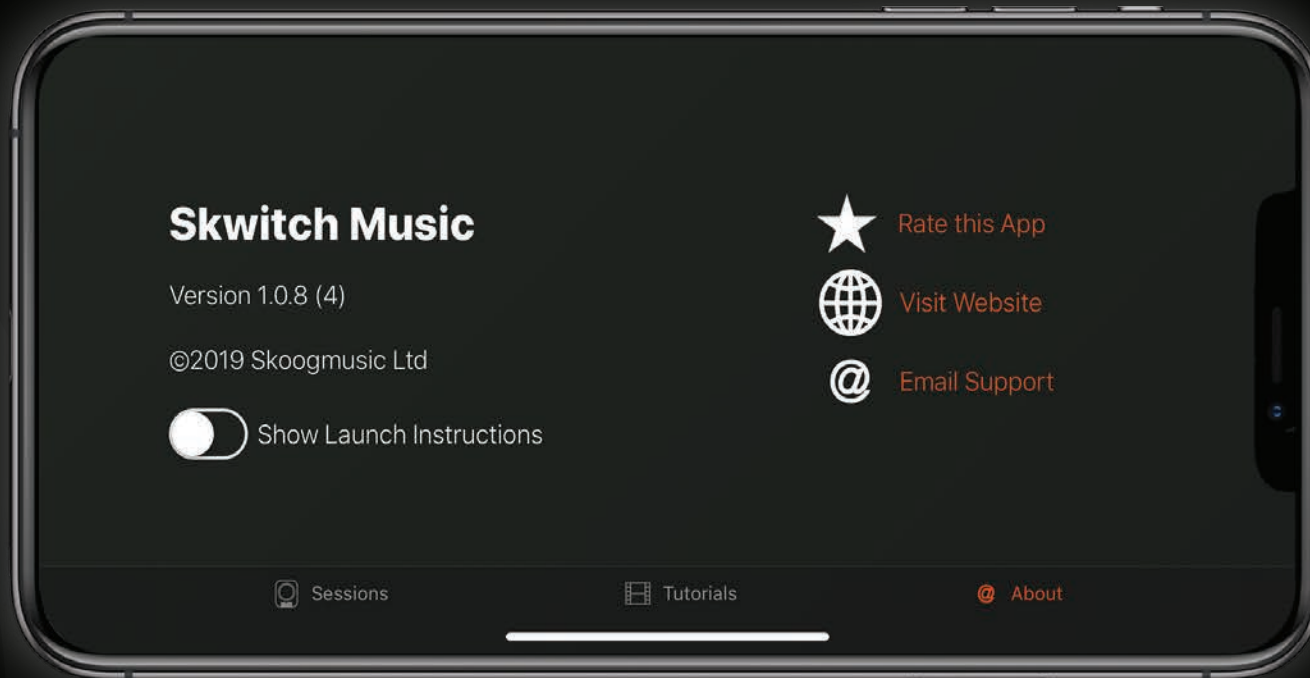 Skwitch Music
Version 1.0.8 (4)
©2019 Skoogmusic Ltd
Show Launch Instructions
Rate this App
Visit Website
@ Email Support
Sessions
Tutorials
@ About